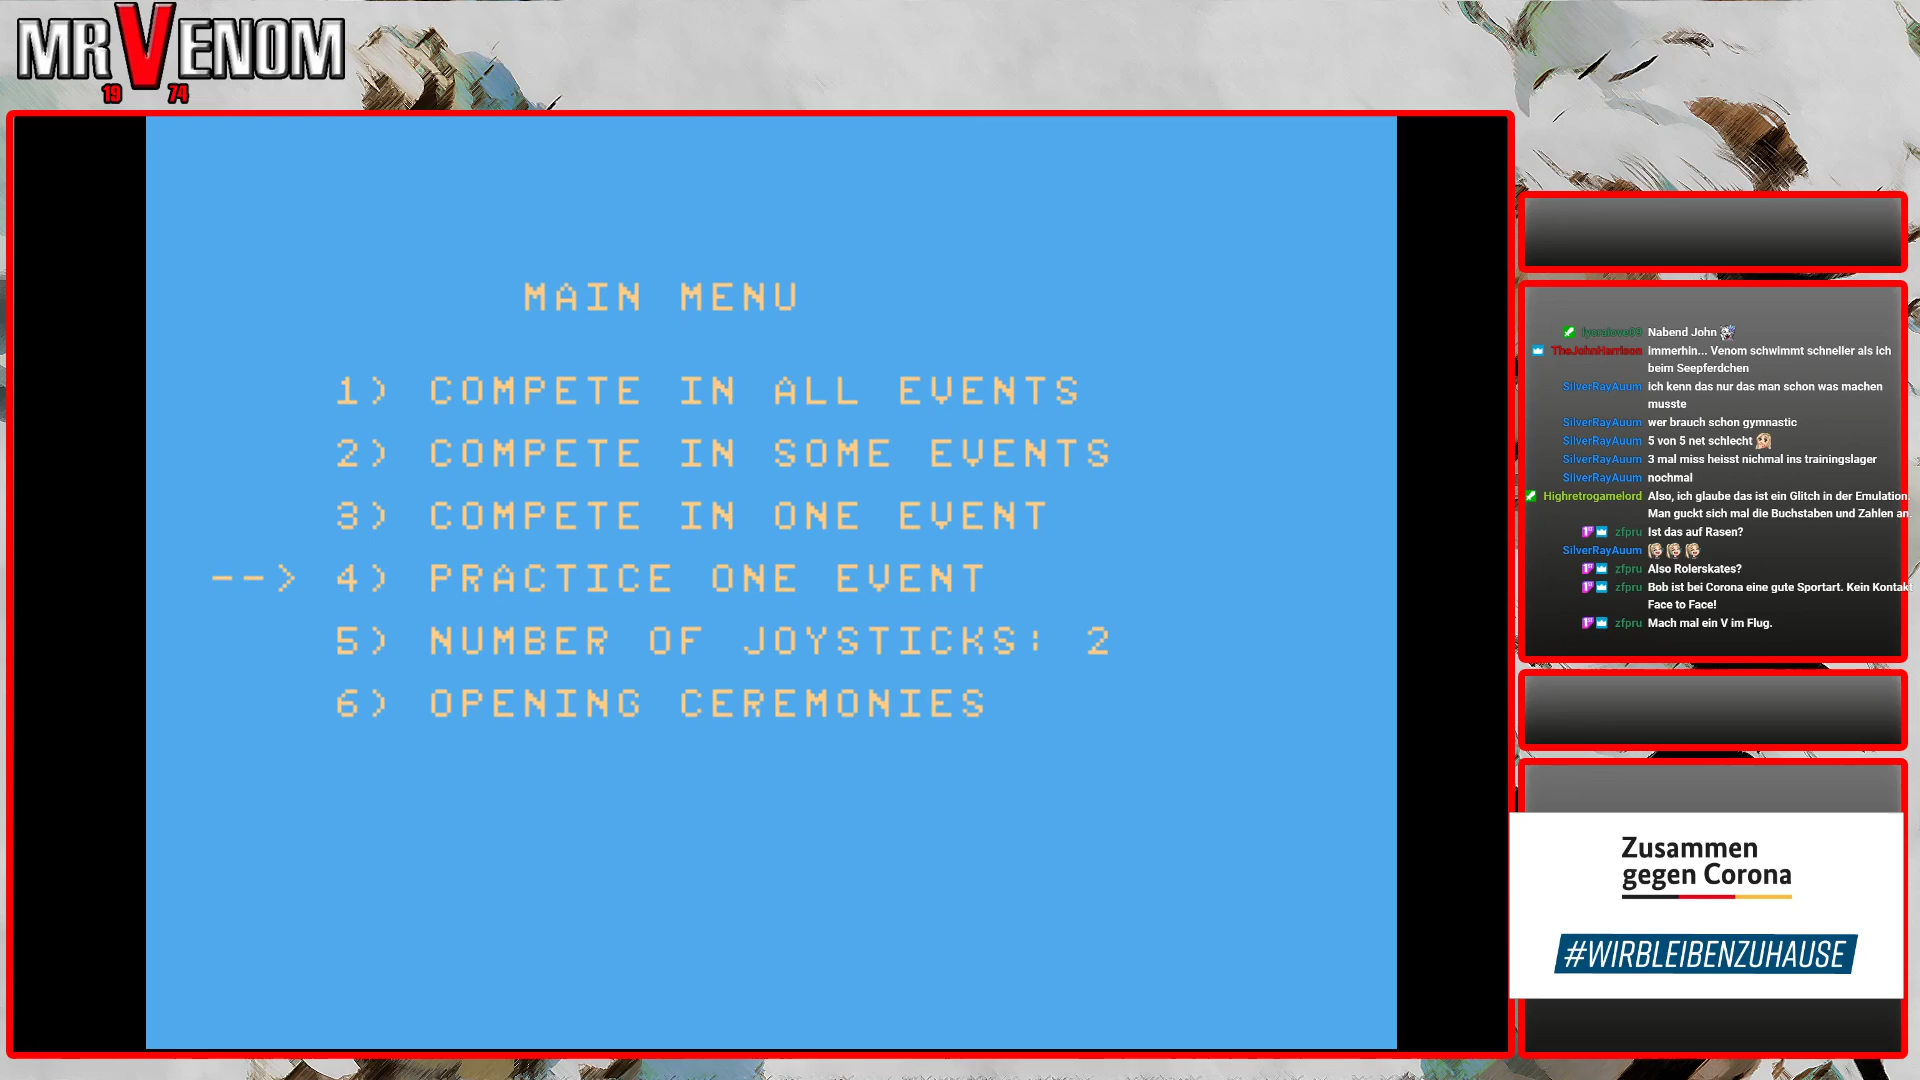 MRVENOM
19 74
MAIN MENU
1) COMPETE IN ALL EVENTS
2) COMPETE IN SOME EVENTS
3) COMPETE IN ONE EVENT
--> 4) PRACTICE ONE EVENT
5) NUMBER OF JOYSTICKS: 2
6) OPENING CEREMONIES
lycralove09 Nabend John
TheJohnHarrison immerhin... Venom schwimmt schneller als ich
beim Seepferdchen
SilverRayAuum ich kenn das nur das man schon was machen
musste
SilverRayAuum wer brauch schon gymnastic
SilverRayAuum 5 von 5 net schlecht
SilverRayAuum 3 mal miss heisst nichmal ins trainingslager
SilverRayAuum nochmal
Highretrogamelord Also, ich glaube das ist ein Glitch in der Emulation.
Man guckt sich mal die Buchstaben und Zahlen an.
zfpru Ist das auf Rasen?
SilverRayAuum
zfpru Also Rolerskates?
zfpru Bob ist bei Corona eine gute Sportart. Kein Kontakt
Face to Face!
zfpru Mach mal ein V im Flug.
Zusammen
gegen Corona
#WIRBLEIBENZUHAUSE